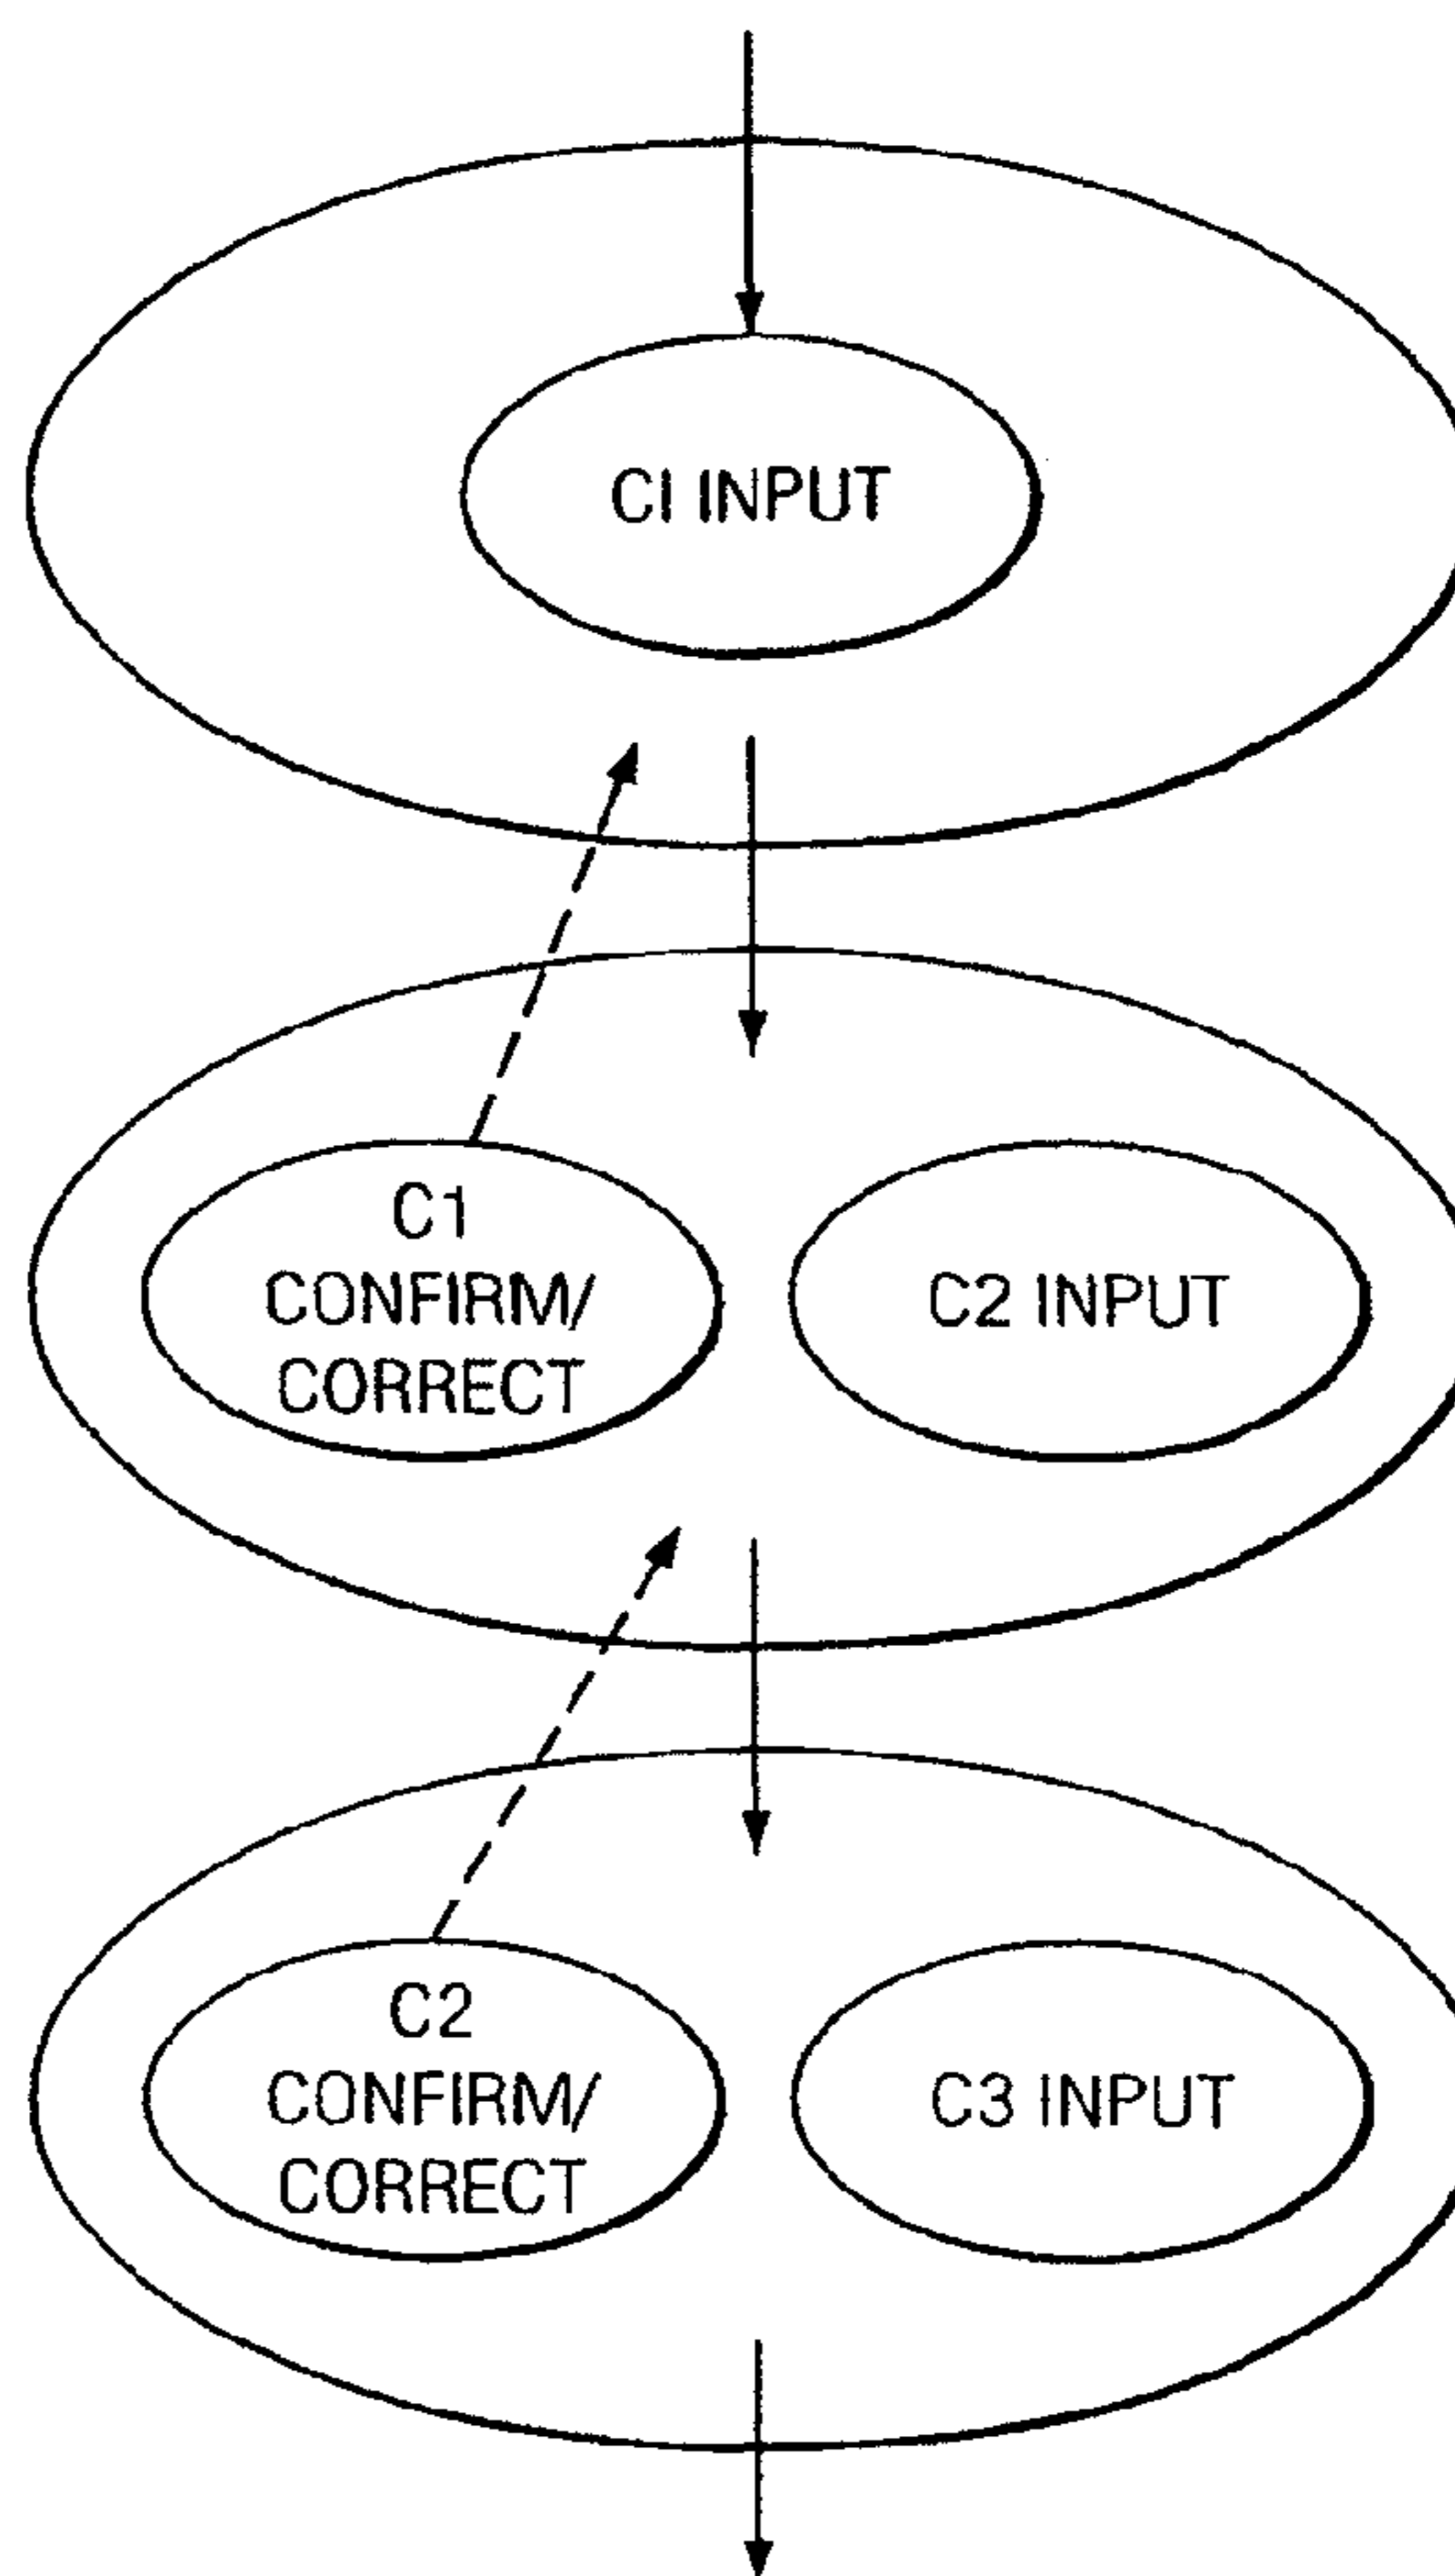 CI INPUT
C1
CONFIRM/
CORRECT
C2 INPUT
C2
CONFIRM/
CORRECT
C3 INPUT